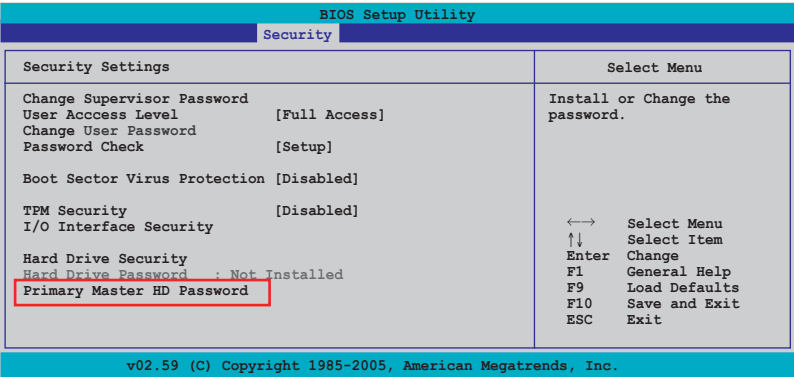 BIOS Setup Utility
Security
Security Settings
Select Menu
Change Supervisor Password
User Acccess Level [Full Access]
Change User Password
Password Check [Setup]
Boot Sector Virus Protection [Disabled]
TPM Security [Disabled]
I/O Interface Security
Hard Drive Security
Hard Drive Password : Not Installed
Primary Master HD Password
Install or Change the
password.
←→ Select Menu
↑↓ Select Item
Enter Change
F1 General Help
F9 Load Defaults
F10 Save and Exit
ESC Exit
v02.59 (C) Copyright 1985-2005, American Megatrends, Inc.